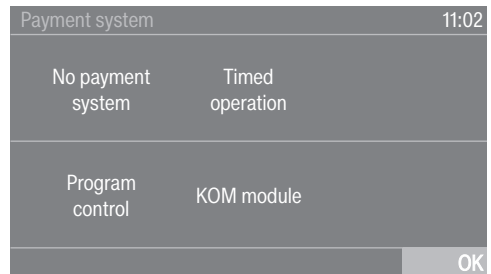 Payment system 11:02
No payment
system
Timed
operation
Program
control
KOM module
OK